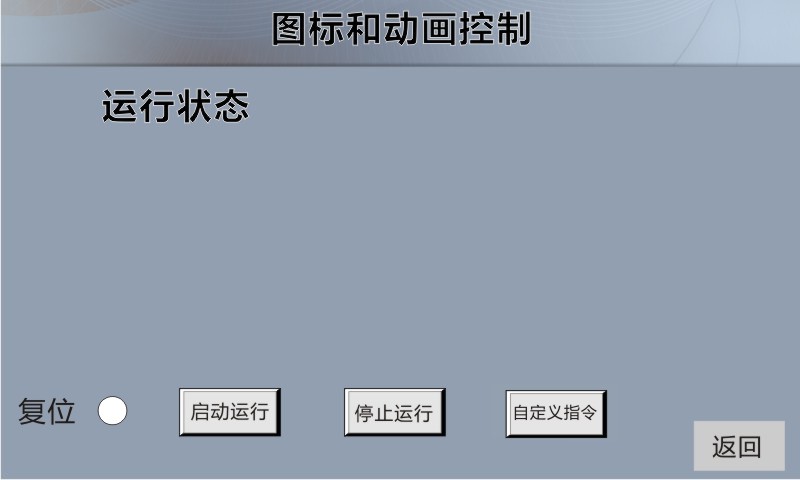 图标和动画控制
运行状态
复位
启动运行
停止运行
自定义指令
返回